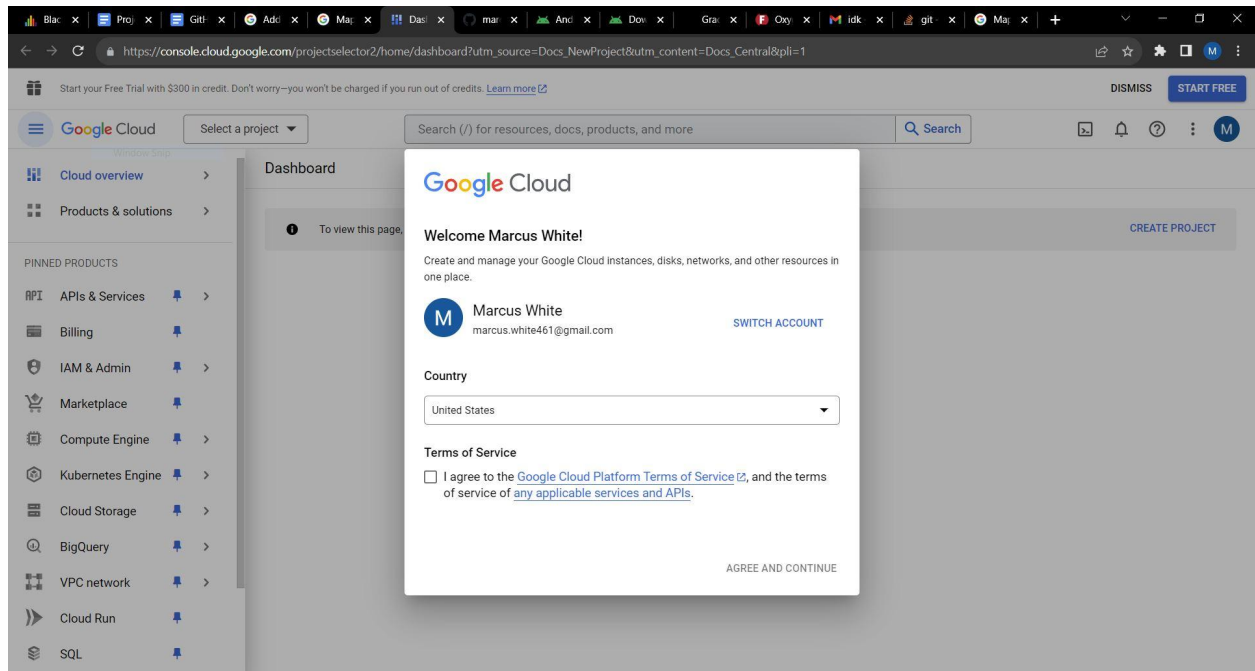 Blac
Proj
GitH
Add
Map
Das
mar
And
Dov
Gra
Oxy
idk
git
Map
https://console.cloud.google.com/projectselector2/home/dashboard?utm_source=Docs_NewProject&utm_content=Docs_Central&pli=1
M
Start your Free Trial with $300 in credit. Don't worry—you won't be charged if you run out of credits. Learn more
DISMISS
START FREE
Google Cloud
Select a project
Search (/) for resources, docs, products, and more
Search
M
Cloud overview
Products & solutions
PINNED PRODUCTS
API APIs & Services
Billing
IAM & Admin
Marketplace
Compute Engine
Kubernetes Engine
Cloud Storage
BigQuery
VPC network
Cloud Run
SQL
Dashboard
To view this page,
CREATE PROJECT
Google Cloud
Welcome Marcus White!
Create and manage your Google Cloud instances, disks, networks, and other resources in
one place.
M
Marcus White
marcus.white461@gmail.com
SWITCH ACCOUNT
Country
United States
Terms of Service
I agree to the Google Cloud Platform Terms of Service, and the terms
of service of any applicable services and APIs.
AGREE AND CONTINUE